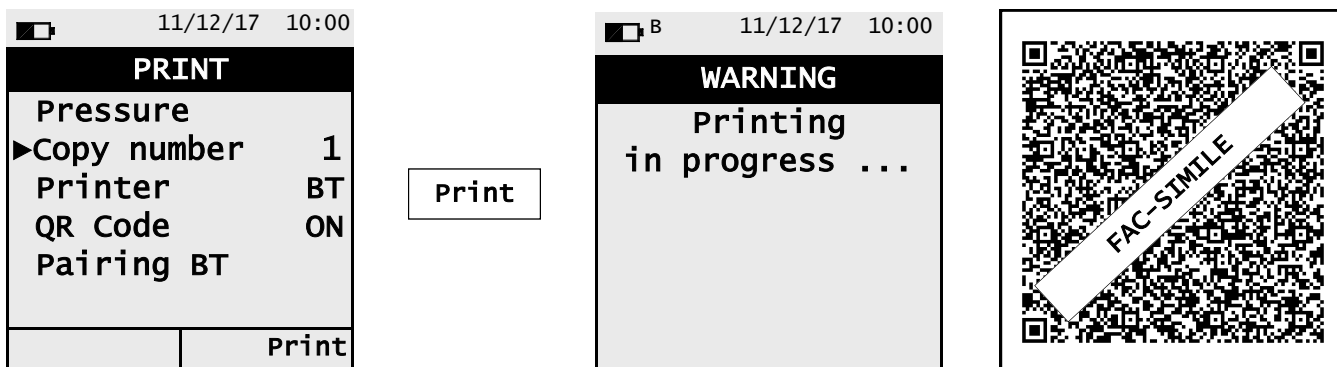 11/12/17 10:00
PRINT
Pressure
▶Copy number 1
Printer BT
QR Code ON
Pairing BT
Print
Print
B 11/12/17 10:00
WARNING
Printing
in progress ...
FAC-SIMILE